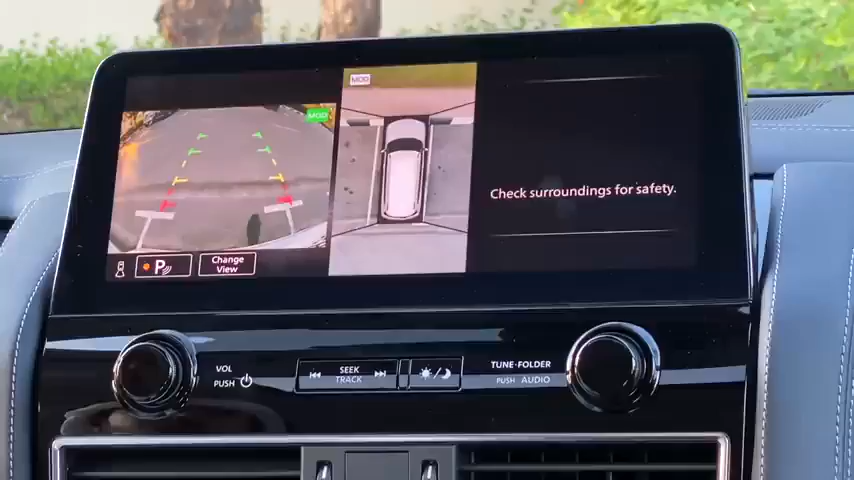 MOD
MOD
Check surroundings for safety.
P
Change
View
VOL
PUSH
SEEK
TRACK
TUNE·FOLDER
PUSH AUDIO